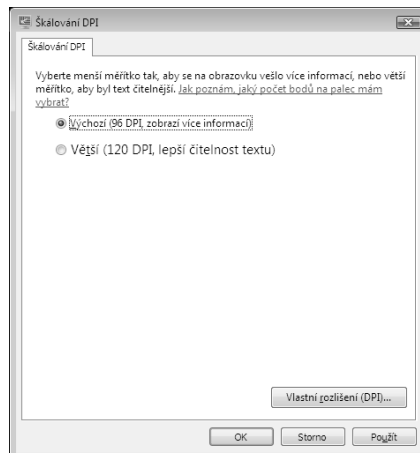 Škálování DPI
Škálování DPI
Vyberte menší měřítko tak, aby se na obrazovku vešlo více informací, nebo větší
měřítko, aby byl text čitelnější. Jak poznám, jaký počet bodů na palec mám
vybrat?
Výchozí (96 DPI, zobrazí více informací)
Větší (120 DPI, lepší čitelnost textu)
Vlastní rozlišení (DPI)...
OK Storno Použít